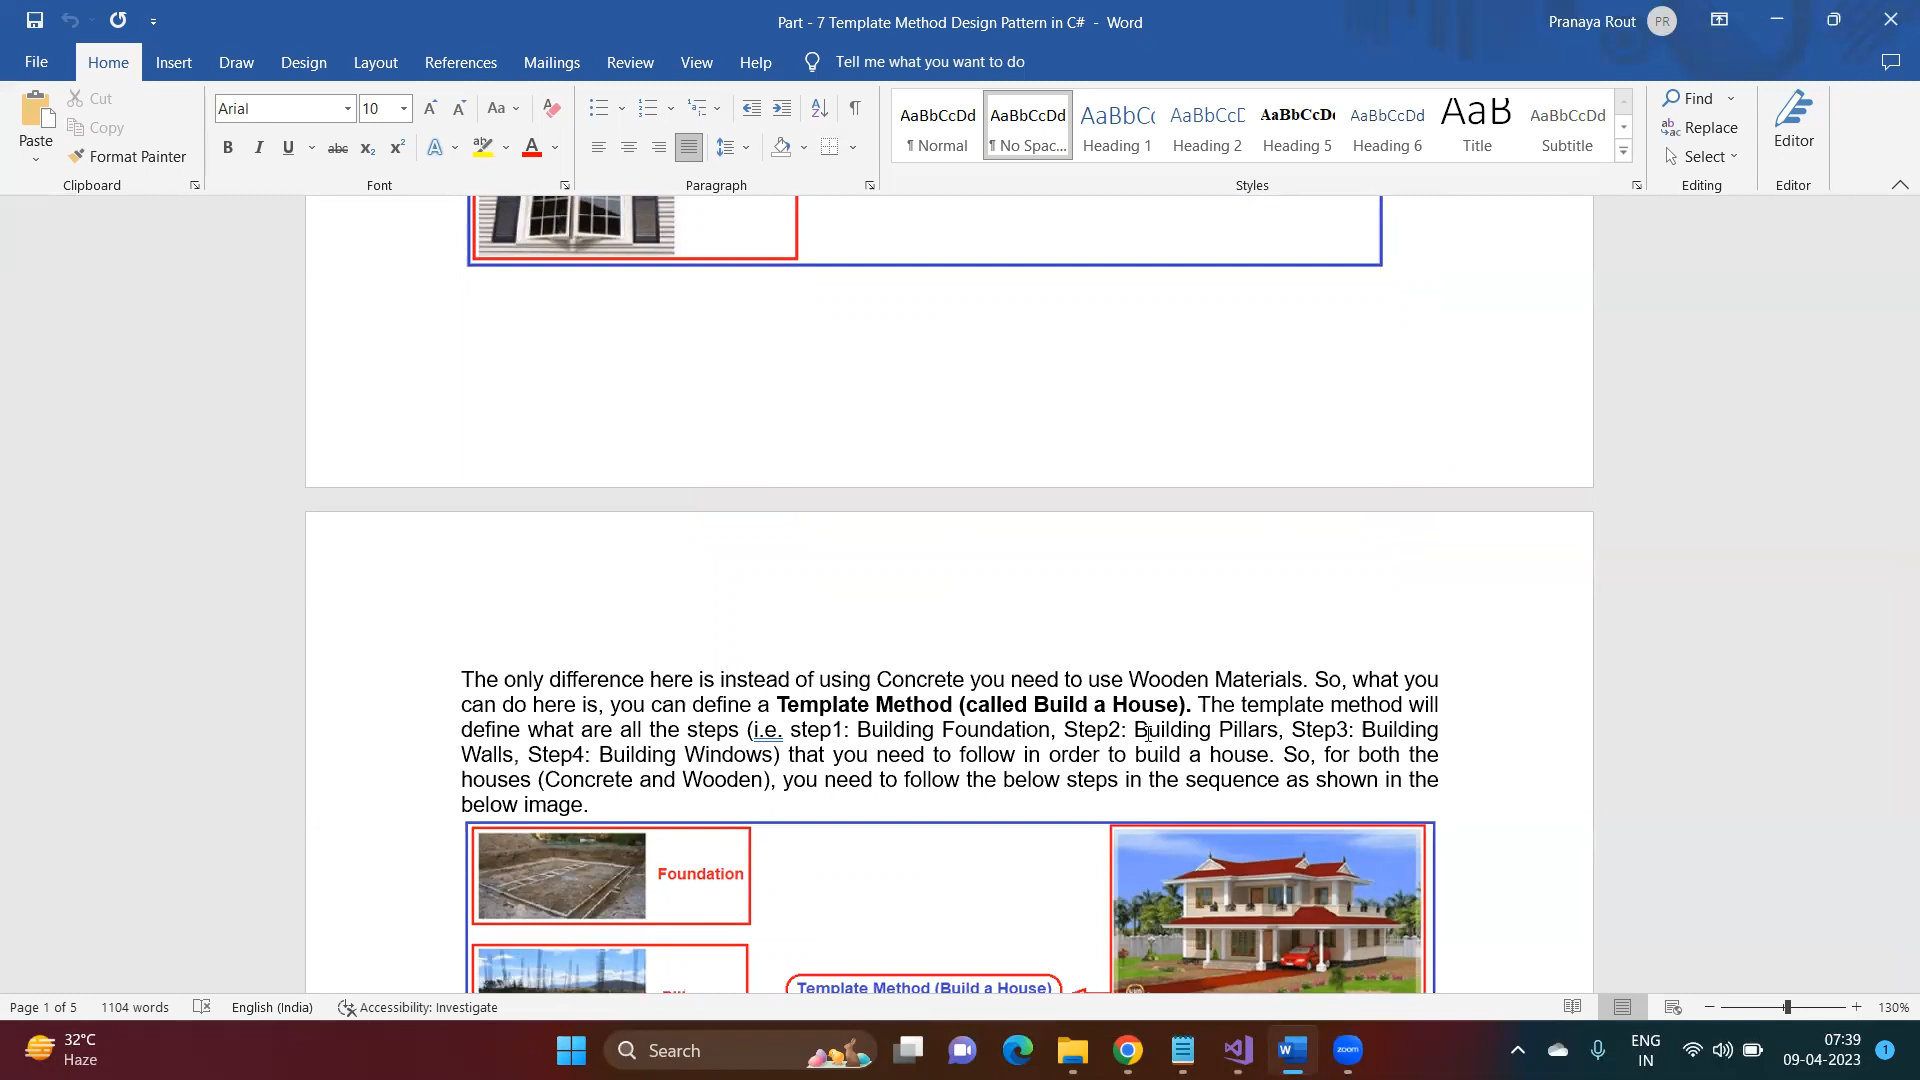 Part - 7 Template Method Design Pattern in C# - Word
Pranaya Rout PR
File Home Insert Draw Design Layout References Mailings Review View Help Tell me what you want to do
Paste
Cut
Copy
Format Painter
Clipboard
Arial 10
Font
Paragraph
AaBbCcDd AaBbCcDd AaBbCc AaBbCcD AaBbCcDc AaBbCcDd AaB AaBbCcDd
¶ Normal ¶ No Spac... Heading 1 Heading 2 Heading 5 Heading 6 Title Subtitle
Styles
Find
Replace
Select
Editing
Editor
Editor
The only difference here is instead of using Concrete you need to use Wooden Materials. So, what you
can do here is, you can define a Template Method (called Build a House). The template method will
define what are all the steps (i.e. step1: Building Foundation, Step2: Building Pillars, Step3: Building
Walls, Step4: Building Windows) that you need to follow in order to build a house. So, for both the
houses (Concrete and Wooden), you need to follow the below steps in the sequence as shown in the
below image.
Foundation
Template Method (Build a House)
Page 1 of 5 1104 words English (India) Accessibility: Investigate 130%
32°C
Haze
Search
zoom
ENG
IN
07:39
09-04-2023
1